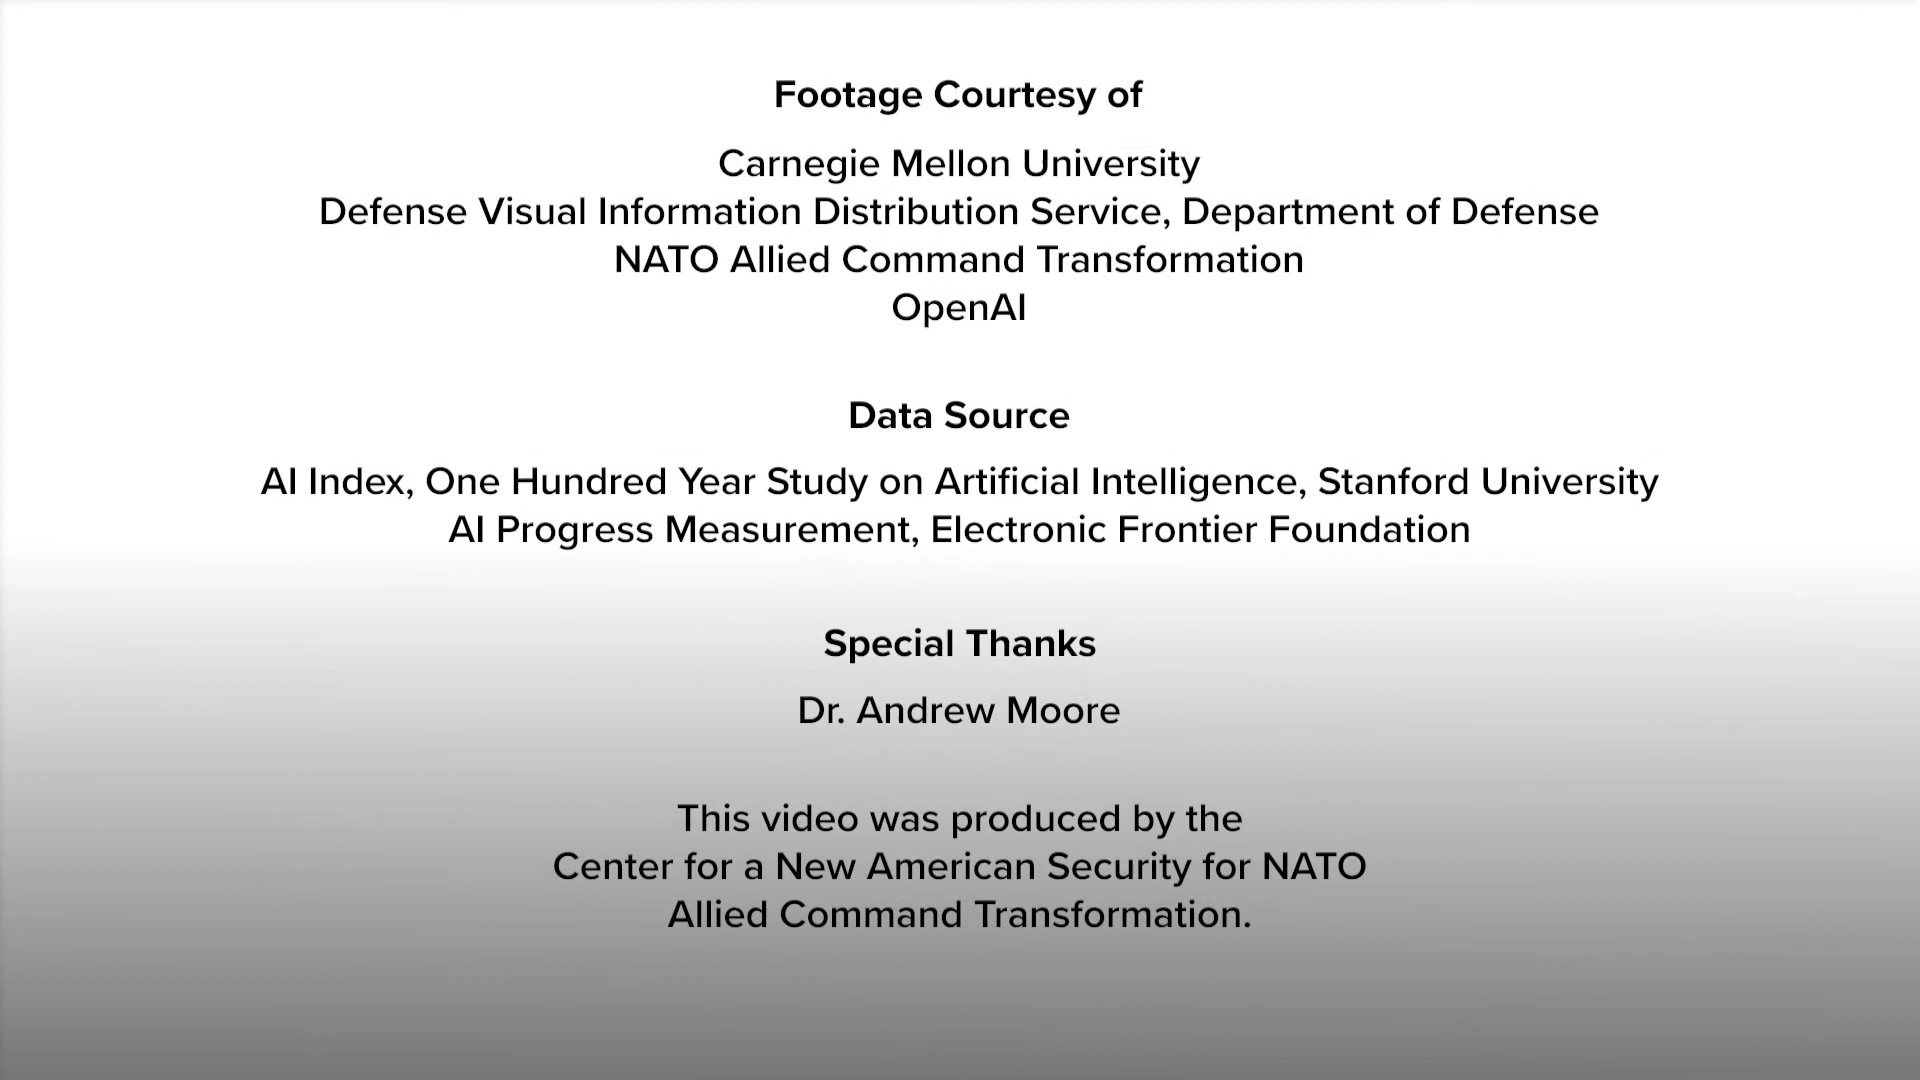 Footage Courtesy of
Carnegie Mellon University
Defense Visual Information Distribution Service, Department of Defense
NATO Allied Command Transformation
OpenAI
Data Source
AI Index, One Hundred Year Study on Artificial Intelligence, Stanford University
AI Progress Measurement, Electronic Frontier Foundation
Special Thanks
Dr. Andrew Moore
This video was produced by the
Center for a New American Security for NATO
Allied Command Transformation.